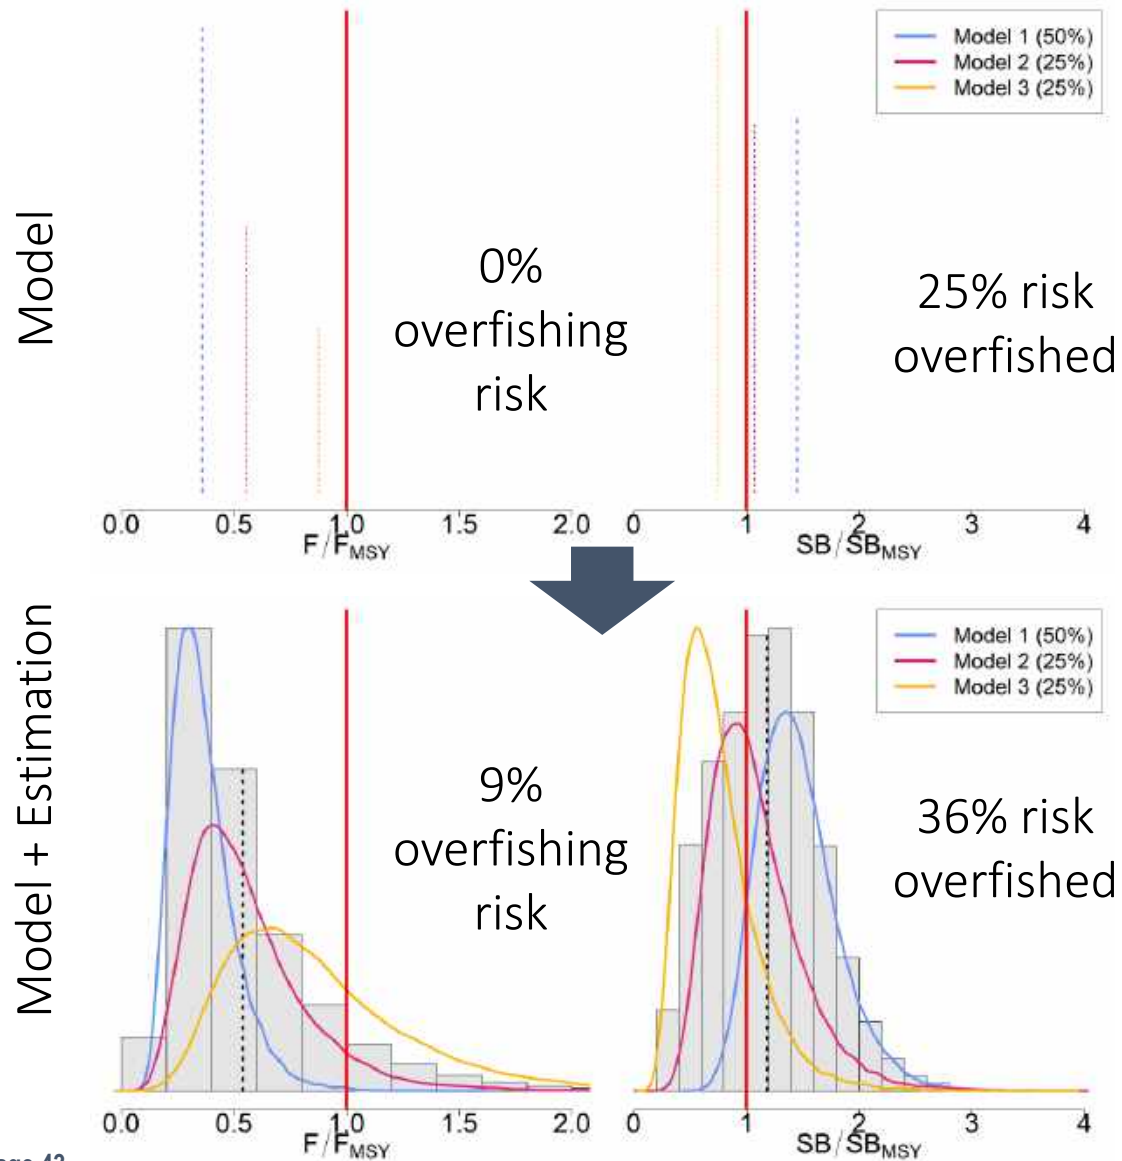 Model 1 (50%)
Model 2 (25%)
Model 3 (25%)
Model
0%
overfishing
risk
25% risk
overfished
0.0 0.5 1.0 1.5 2.0
F/F_MSY
0 1 2 3 4
SB/SB_MSY
Model + Estimation
Model 1 (50%)
Model 2 (25%)
Model 3 (25%)
9%
overfishing
risk
36% risk
overfished
0.0 0.5 1.0 1.5 2.0
F/F_MSY
0 1 2 3 4
SB/SB_MSY